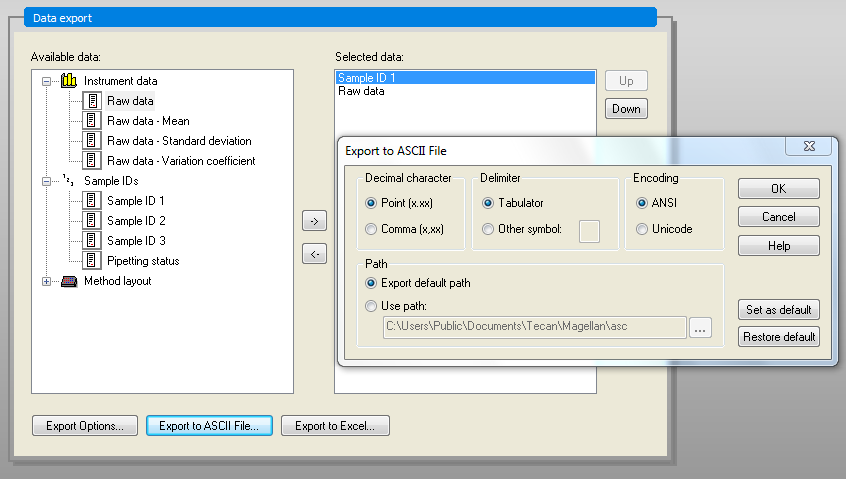 Data export
Available data:
Instrument data
Raw data
Raw data - Mean
Raw data - Standard deviation
Raw data - Variation coefficient
1 2 3
Sample IDs
Sample ID 1
Sample ID 2
Sample ID 3
Pipetting status
Method layout
->
<-
Selected data:
Sample ID 1
Raw data
Up
Down
Export to ASCII File
Decimal character
Point (x.xx)
Comma (x,xx)
Delimiter
Tabulator
Other symbol:
Encoding
ANSI
Unicode
OK
Cancel
Help
Path
Export default path
Use path:
C:\Users\Public\Documents\Tecan\Magellan\asc
...
Set as default
Restore default
Export Options...
Export to ASCII File...
Export to Excel...